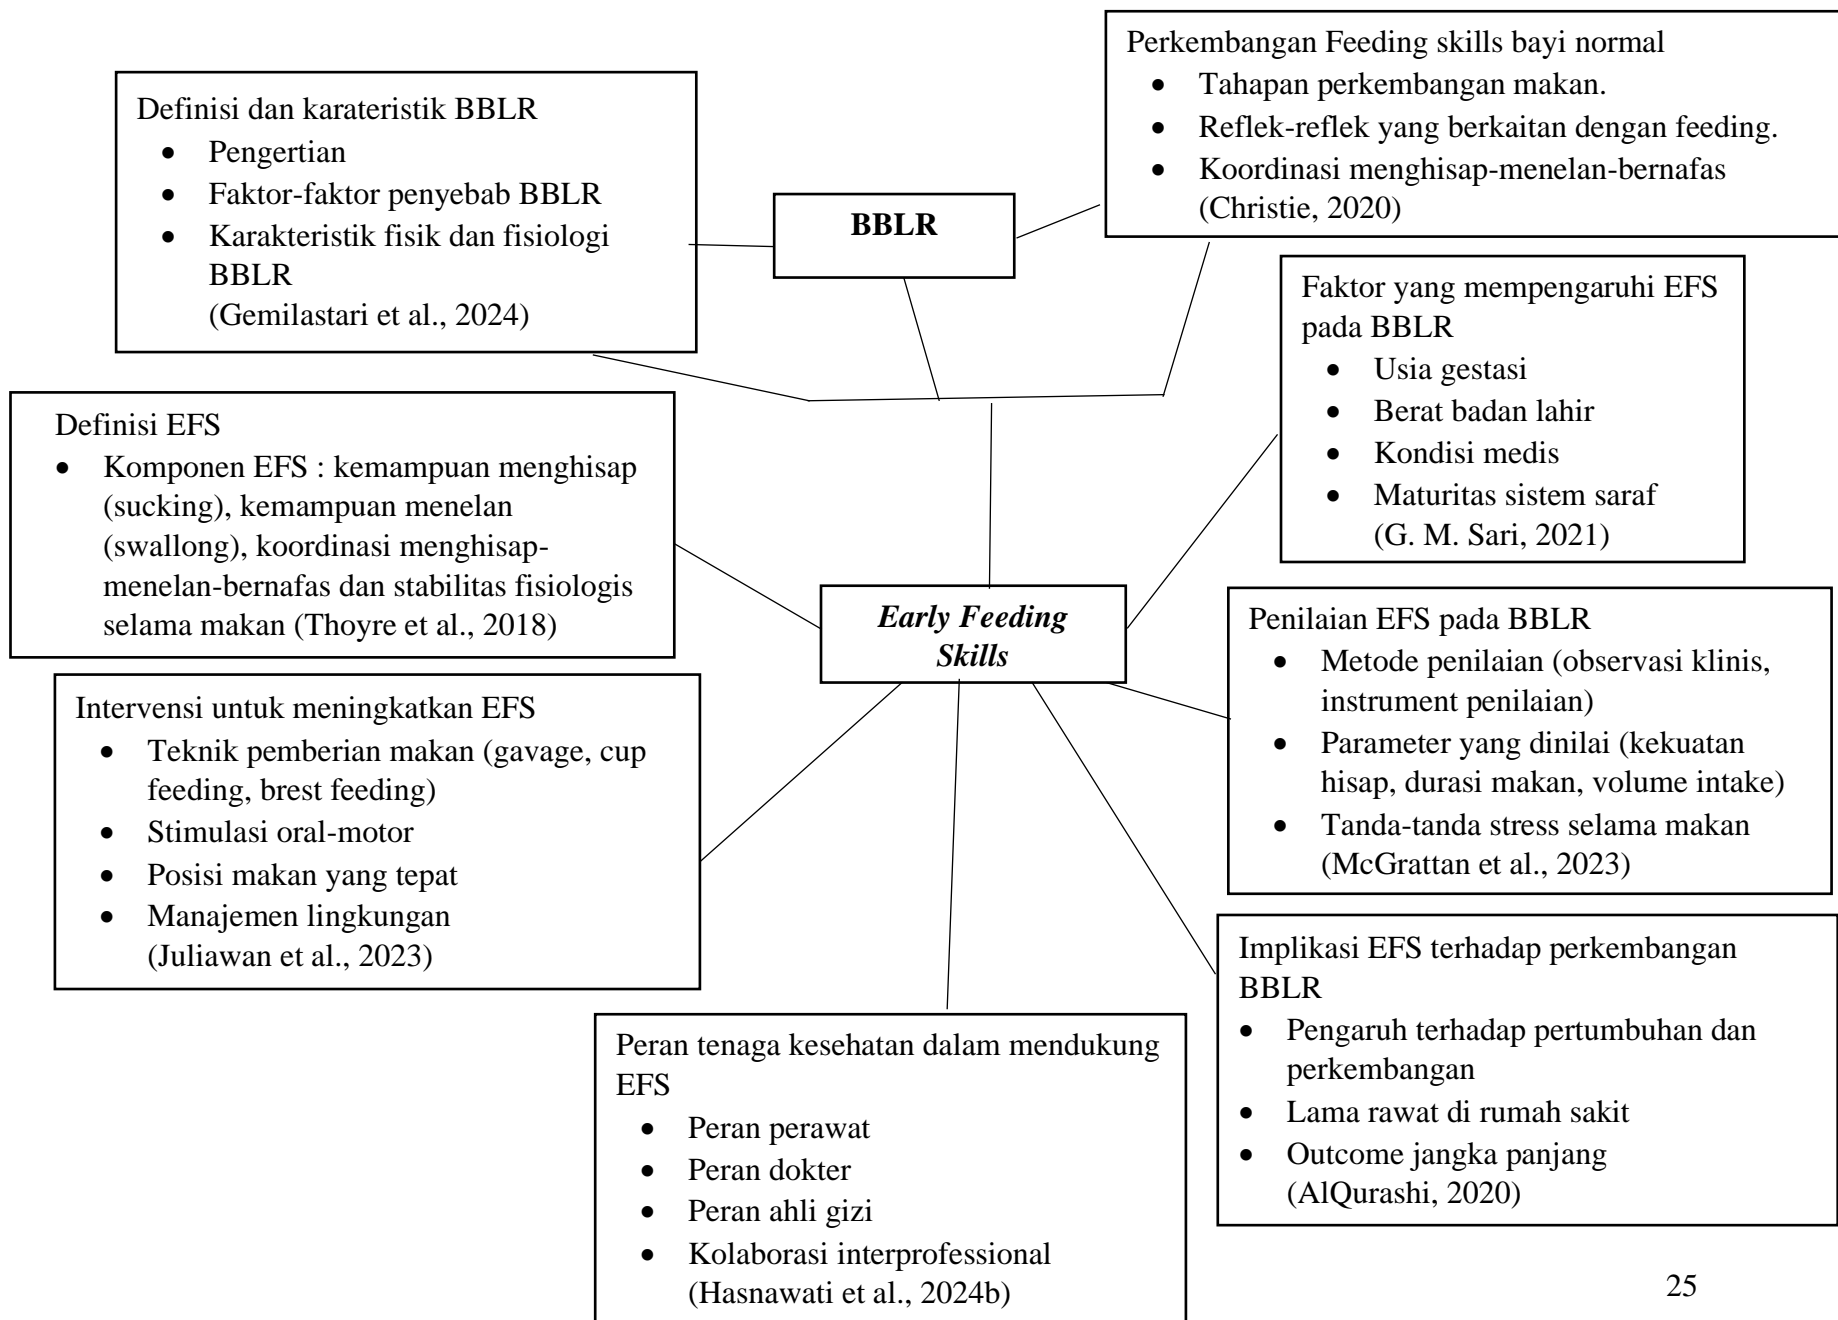 Definisi dan karateristik BBLR
• Pengertian
• Faktor-faktor penyebab BBLR
• Karakteristik fisik dan fisiologi
BBLR
(Gemilastari et al., 2024)
BBLR
Perkembangan Feeding skills bayi normal
• Tahapan perkembangan makan.
• Reflek-reflek yang berkaitan dengan feeding.
• Koordinasi menghisap-menelan-bernafas
(Christie, 2020)
Faktor yang mempengaruhi EFS
pada BBLR
• Usia gestasi
• Berat badan lahir
• Kondisi medis
• Maturitas sistem saraf
(G. M. Sari, 2021)
Definisi EFS
• Komponen EFS : kemampuan menghisap
(sucking), kemampuan menelan
(swallong), koordinasi menghisap-
menelan-bernafas dan stabilitas fisiologis
selama makan (Thoyre et al., 2018)
Early Feeding
Skills
Penilaian EFS pada BBLR
• Metode penilaian (observasi klinis,
instrument penilaian)
• Parameter yang dinilai (kekuatan
hisap, durasi makan, volume intake)
• Tanda-tanda stress selama makan
(McGrattan et al., 2023)
Intervensi untuk meningkatkan EFS
• Teknik pemberian makan (gavage, cup
feeding, brest feeding)
• Stimulasi oral-motor
• Posisi makan yang tepat
• Manajemen lingkungan
(Juliawan et al., 2023)
Implikasi EFS terhadap perkembangan
BBLR
• Pengaruh terhadap pertumbuhan dan
perkembangan
• Lama rawat di rumah sakit
• Outcome jangka panjang
(AlQurashi, 2020)
Peran tenaga kesehatan dalam mendukung
EFS
• Peran perawat
• Peran dokter
• Peran ahli gizi
• Kolaborasi interprofessional
(Hasnawati et al., 2024b)
25